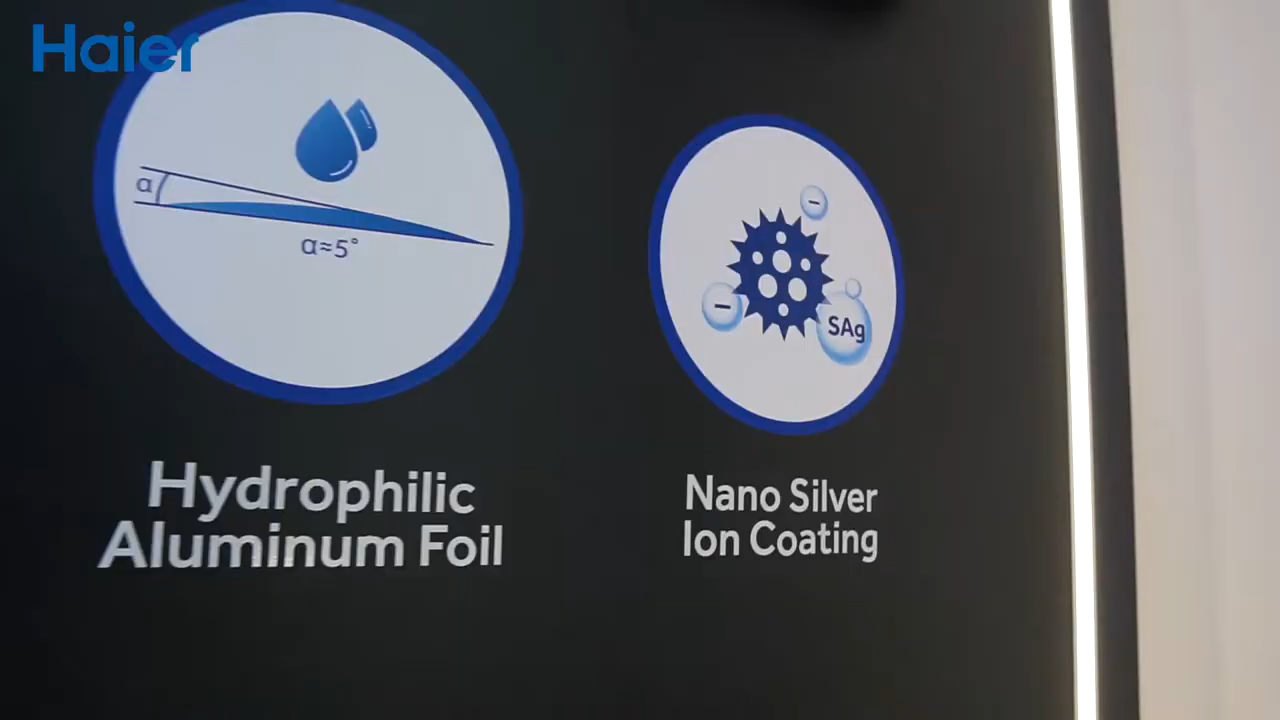 Haier
α
α≈5°
Hydrophilic
Aluminum Foil
−
−
SAg
Nano Silver
Ion Coating